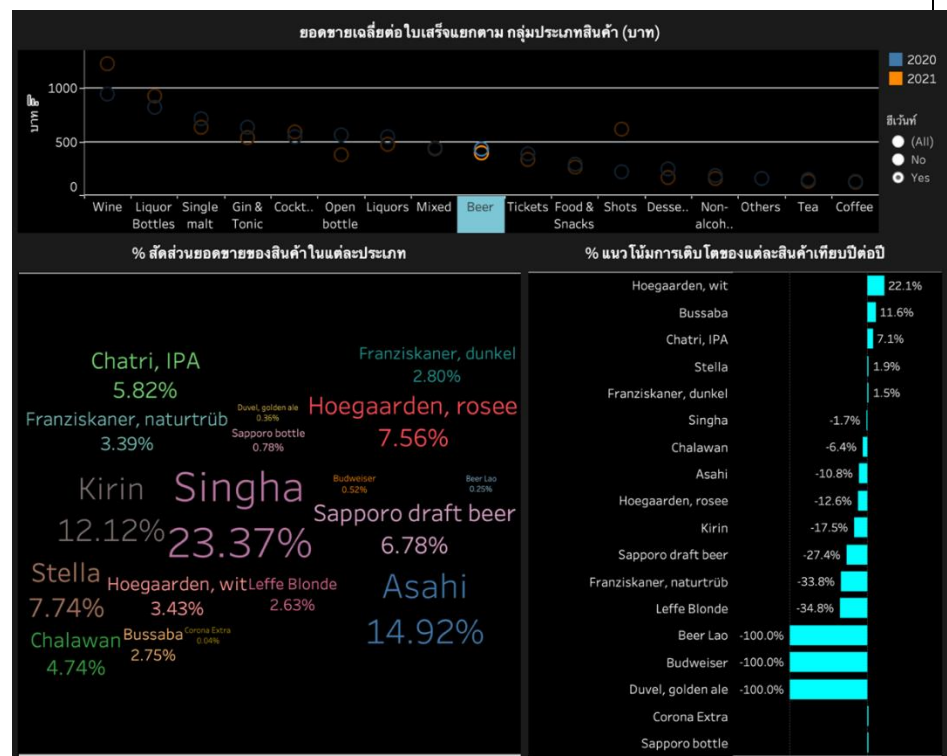 ยอดขายเฉลี่ยต่อใบเสร็จแยกตาม กลุ่มประเภทสินค้า (บาท)
2020
2021
บาท
1000
500
0
ฮีเว้นท์
(All)
No
Yes
Wine Liquor Single Gin & Cockt.. Open Liquors Mixed Beer Tickets Food & Shots Desse.. Non- Others Tea Coffee
Bottles malt Tonic bottle Snacks alcoh..
% สัดส่วนยอดขายของสินค้าในแต่ละประเภท
Chatri, IPA
5.82%
Franziskaner, dunkel
2.80%
Franziskaner, naturtrüb
3.39%
Duvel, golden ale
0.36%
Sapporo bottle
0.78%
Hoegaarden, rosee
7.56%
Kirin
12.12%
Singha
23.37%
Budweiser
0.52%
Beer Lao
0.25%
Sapporo draft beer
6.78%
Stella
7.74%
Hoegaarden, wit
3.43%
Leffe Blonde
2.63%
Asahi
14.92%
Chalawan
4.74%
Bussaba
2.75%
Corona Extra
0.04%
% แนวโน้มการเติบโตของแต่ละสินค้าเทียบปีต่อปี
Hoegaarden, wit 22.1%
Bussaba 11.6%
Chatri, IPA 7.1%
Stella 1.9%
Franziskaner, dunkel 1.5%
Singha -1.7%
Chalawan -6.4%
Asahi -10.8%
Hoegaarden, rosee -12.6%
Kirin -17.5%
Sapporo draft beer -27.4%
Franziskaner, naturtrüb -33.8%
Leffe Blonde -34.8%
Beer Lao -100.0%
Budweiser -100.0%
Duvel, golden ale -100.0%
Corona Extra
Sapporo bottle